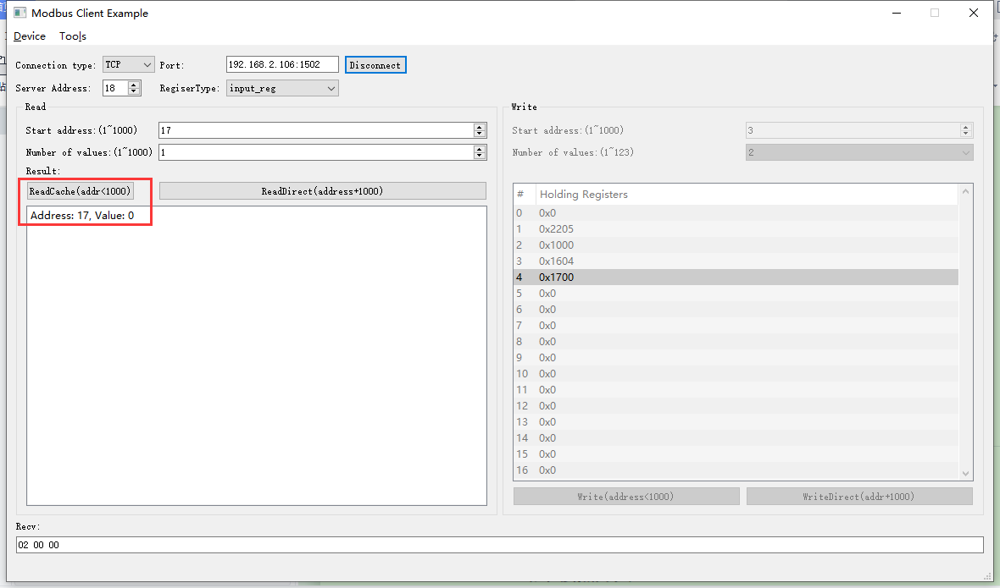 Modbus Client Example
Device Tools
Connection type: TCP Port: 192.168.2.106:1502 Disconnect
Server Address: 18 RegiserType: input_reg
Read
Start address:(1~1000) 17
Number of values:(1~1000) 1
Result:
ReadCache(addr<1000) ReadDirect(address+1000)
Address: 17, Value: 0
Write
Start address:(1~1000) 3
Number of values:(1~123) 2
# Holding Registers
0 0x0
1 0x2205
2 0x1000
3 0x1604
4 0x1700
5 0x0
6 0x0
7 0x0
8 0x0
9 0x0
10 0x0
11 0x0
12 0x0
13 0x0
14 0x0
15 0x0
16 0x0
Write(address<1000) WriteDirect(addr+1000)
Recv:
02 00 00